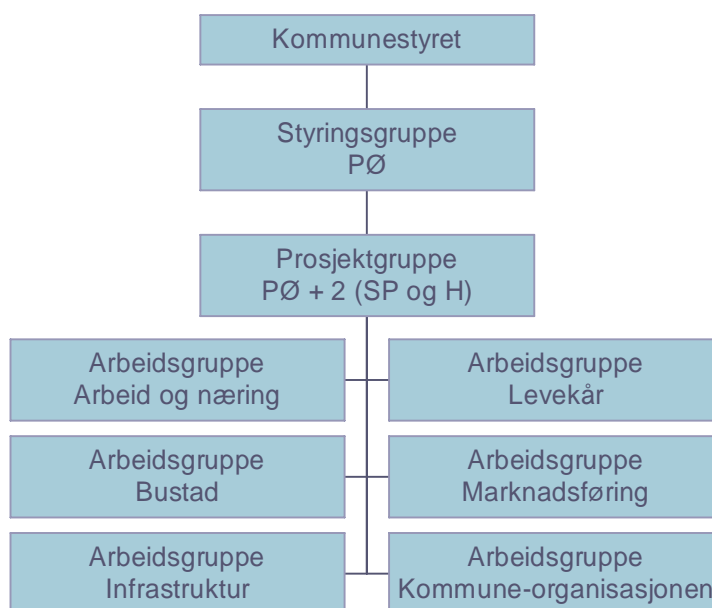 Kommunestyret
Styringsgruppe
PØ
Prosjektgruppe
PØ + 2 (SP og H)
Arbeidsgruppe
Arbeid og næring
Arbeidsgruppe
Levekår
Arbeidsgruppe
Bustad
Arbeidsgruppe
Marknadsføring
Arbeidsgruppe
Infrastruktur
Arbeidsgruppe
Kommune-organisasjonen